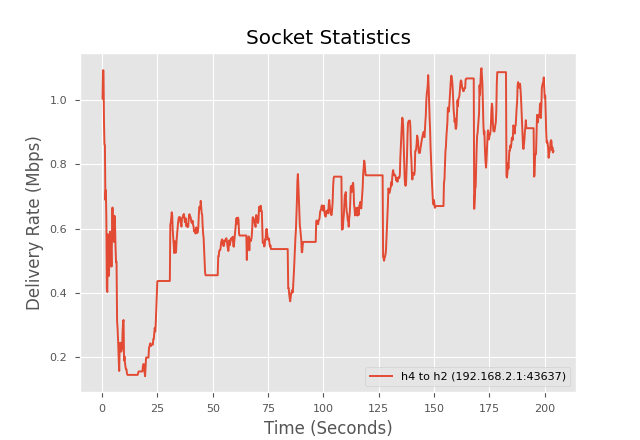 Socket Statistics
Delivery Rate (Mbps)
1.0
0.8
0.6
0.4
0.2
h4 to h2 (192.168.2.1:43637)
0 25 50 75 100 125 150 175 200
Time (Seconds)